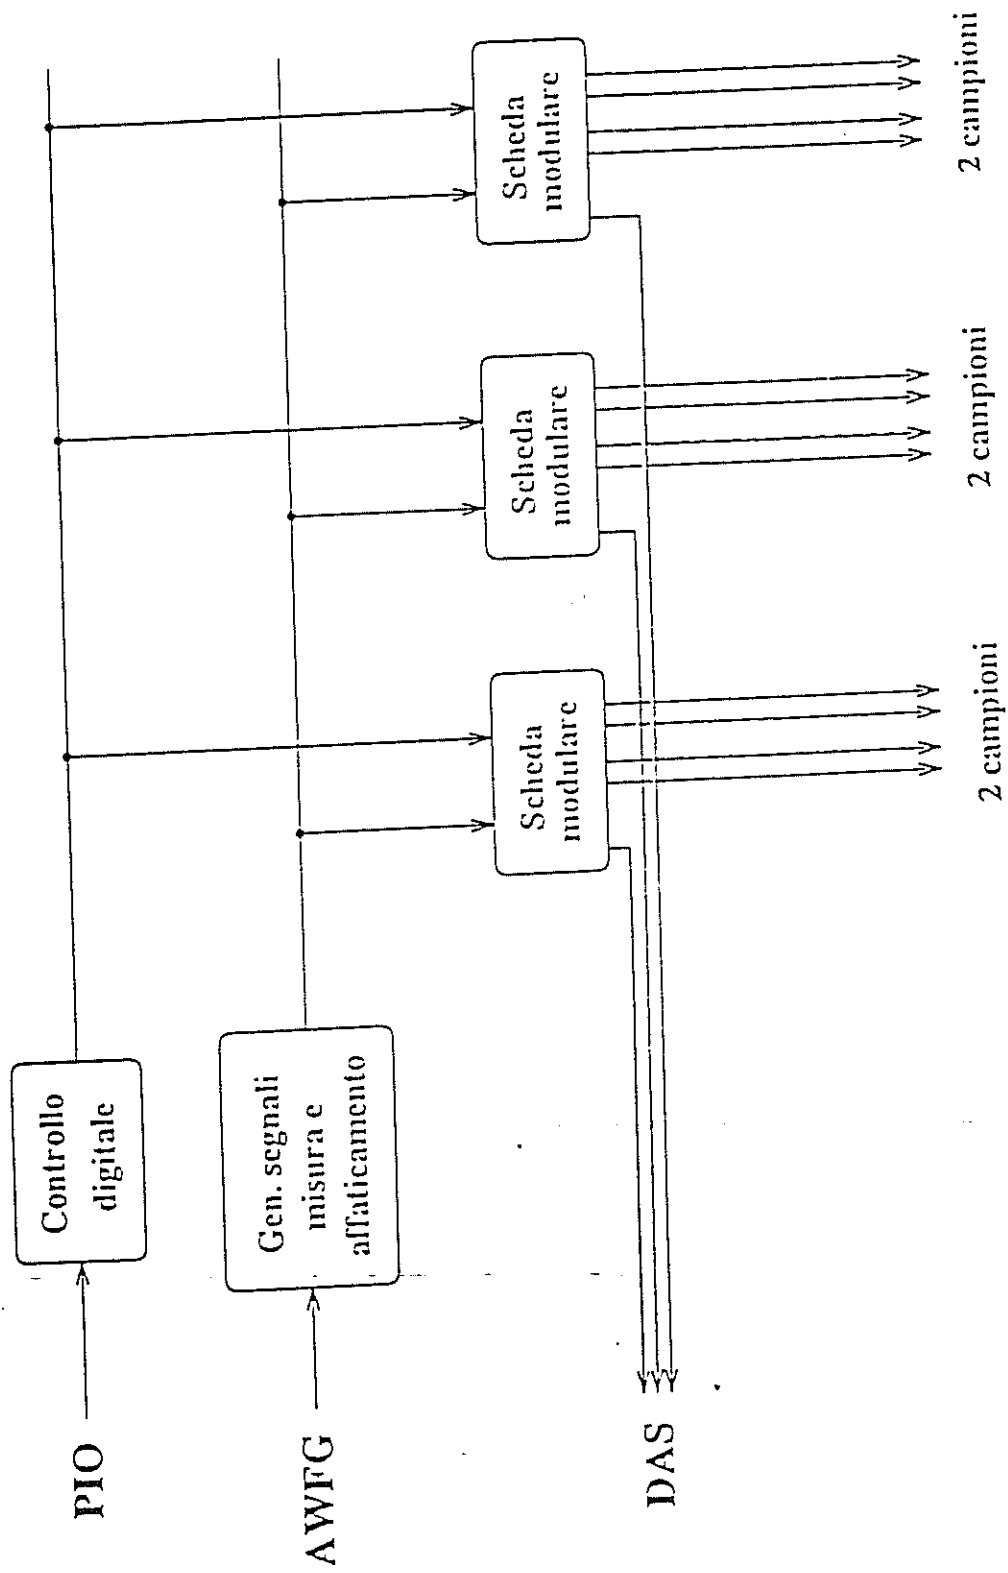 PIO
Controllo
digitale
AWFG
Gen. segnali
misura e
affaticamento
Scheda
modulare
Scheda
modulare
Scheda
modulare
DAS
2 campioni
2 campioni
2 campioni